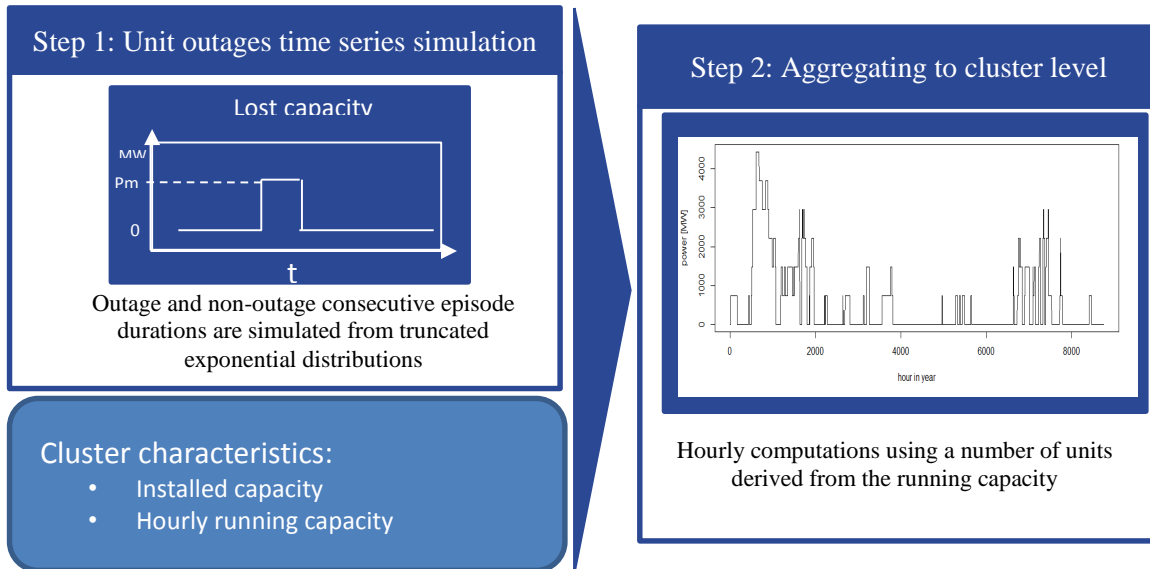 Step 1: Unit outages time series simulation
Lost capacity
MW
Pm
0
t
Outage and non-outage consecutive episode
durations are simulated from truncated
exponential distributions
Cluster characteristics:
• Installed capacity
• Hourly running capacity
Step 2: Aggregating to cluster level
power [MW]
4000
3000
2000
1000
0
0 2000 4000 6000 8000
hour in year
Hourly computations using a number of units
derived from the running capacity